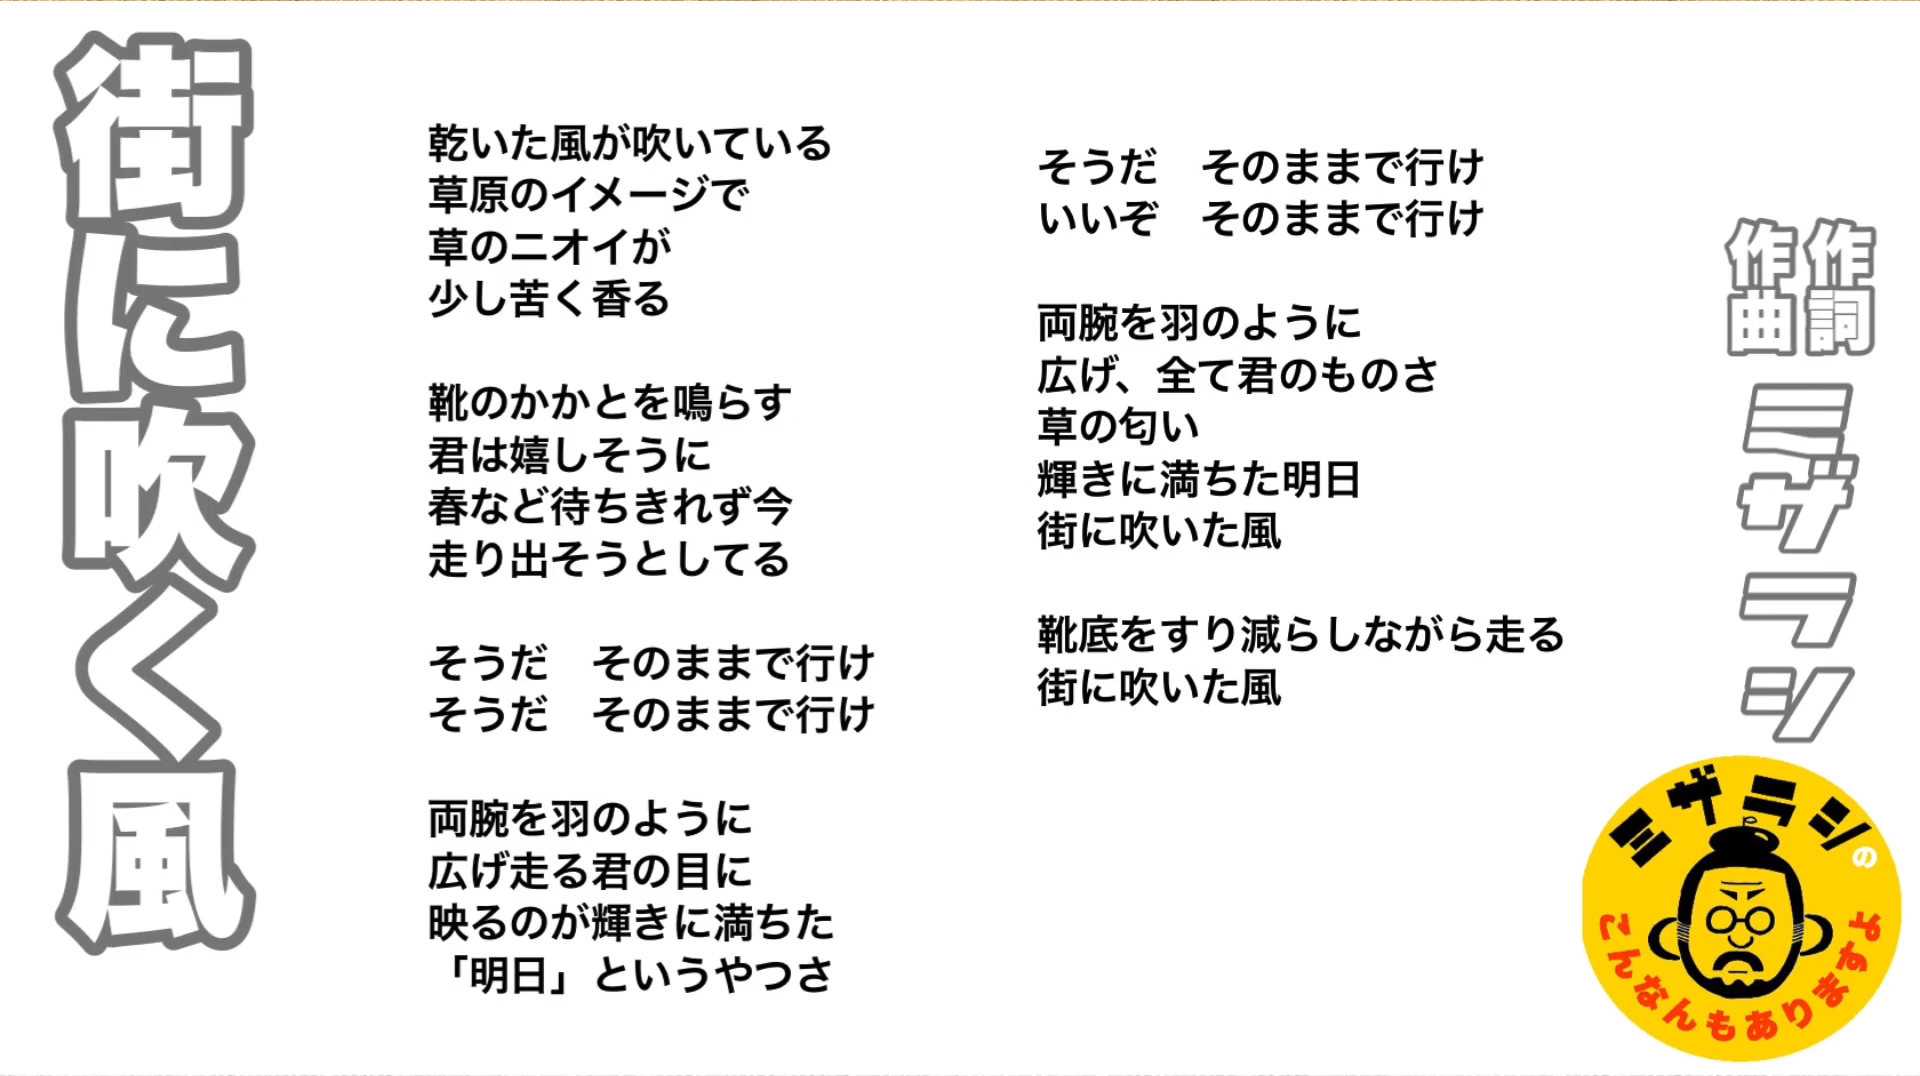 街に吹く風
乾いた風が吹いている
草原のイメージで
草のニオイが
少し苦く香る
靴のかかとを鳴らす
君は嬉しそうに
春など待ちきれず今
走り出そうとしてる
そうだ　そのままで行け
そうだ　そのままで行け
両腕を羽のように
広げ走る君の目に
映るのが輝きに満ちた
「明日」というやつさ
そうだ　そのままで行け
いいぞ　そのままで行け
両腕を羽のように
広げ、全て君のものさ
草の匂い
輝きに満ちた明日
街に吹いた風
靴底をすり減らしながら走る
街に吹いた風
作詞
作曲
ミザラシ
ミザラシの
こんなんもありますよ